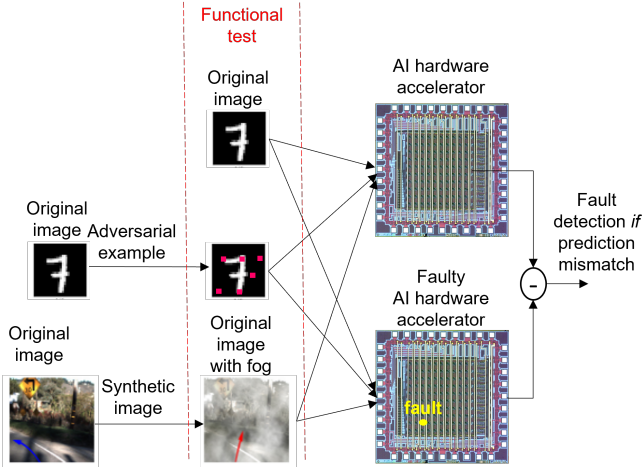 Functional
test
Original
image
AI hardware
accelerator
Original
image
Adversarial
example
Fault
detection if
prediction
mismatch
-
Faulty
AI hardware
accelerator
Original
image
Original
image
with fog
Synthetic
image
fault